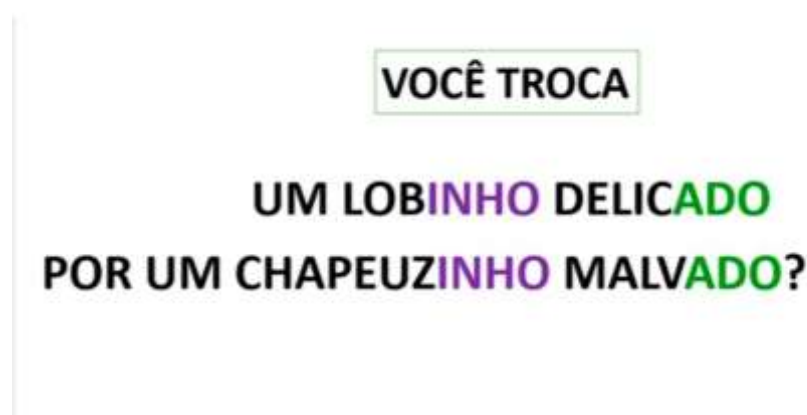 VOCÊ TROCA
UM LOBINHO DELICADO
POR UM CHAPEUZINHO MALVADO?